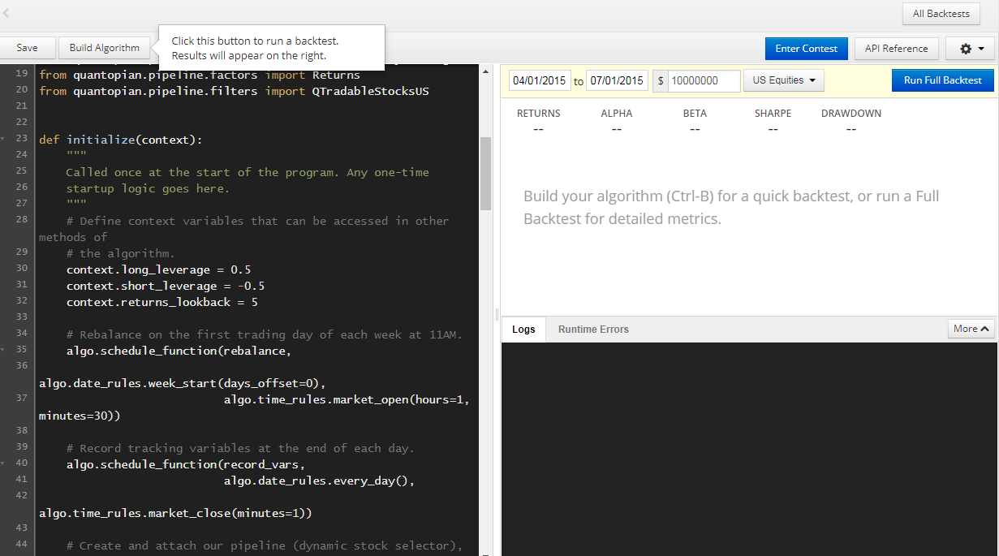 All Backtests
Save
Build Algorithm
Click this button to run a backtest.
Results will appear on the right.
Enter Contest
API Reference
19 from quantopian.pipeline.factors import Returns
20 from quantopian.pipeline.filters import QTradableStocksUS
21
22
23 def initialize(context):
24 """
25 Called once at the start of the program. Any one-time
26 startup logic goes here.
27 """
28 # Define context variables that can be accessed in other
methods of
29 # the algorithm.
30 context.long_leverage = 0.5
31 context.short_leverage = -0.5
32 context.returns_lookback = 5
33
34 # Rebalance on the first trading day of each week at 11AM.
35 algo.schedule_function(rebalance,
36
algo.date_rules.week_start(days_offset=0),
37 algo.time_rules.market_open(hours=1,
minutes=30))
38
39 # Record tracking variables at the end of each day.
40 algo.schedule_function(record_vars,
41 algo.date_rules.every_day(),
42
algo.time_rules.market_close(minutes=1))
43
44 # Create and attach our pipeline (dynamic stock selector),
04/01/2015 to 07/01/2015 $ 10000000 US Equities Run Full Backtest
RETURNS ALPHA BETA SHARPE DRAWDOWN
-- -- -- -- --
Build your algorithm (Ctrl-B) for a quick backtest, or run a Full
Backtest for detailed metrics.
Logs Runtime Errors More